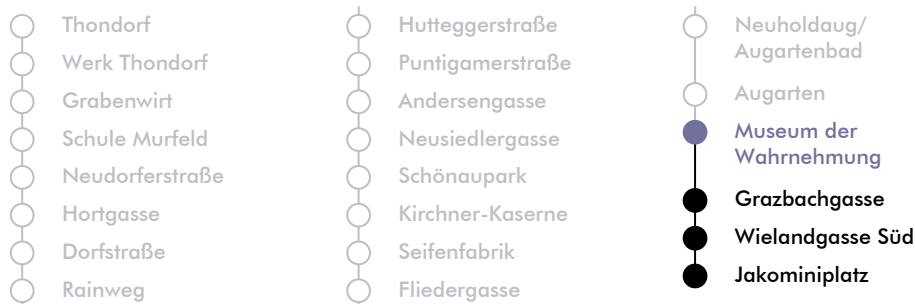 Thondorf
Werk Thondorf
Grabenwirt
Schule Murfeld
Neudorferstraße
Hortgasse
Dorfstraße
Rainweg
Hutteggerstraße
Puntigamerstraße
Andersengasse
Neusiedlergasse
Schönaupark
Kirchner-Kaserne
Seifenfabrik
Fliedergasse
Neuholdaug/
Augartenbad
Augarten
Museum der
Wahrnehmung
Grazbachgasse
Wielandgasse Süd
Jakominiplatz